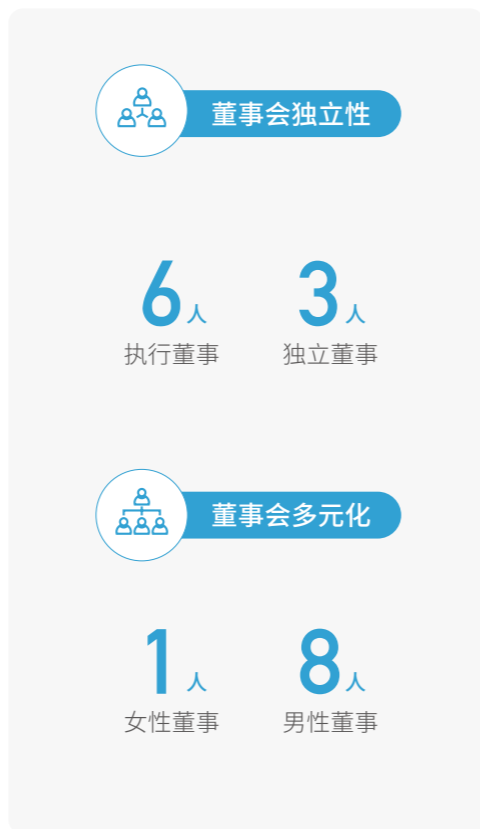 董事会独立性
6人 3人
执行董事 独立董事
董事会多元化
1人 8人
女性董事 男性董事